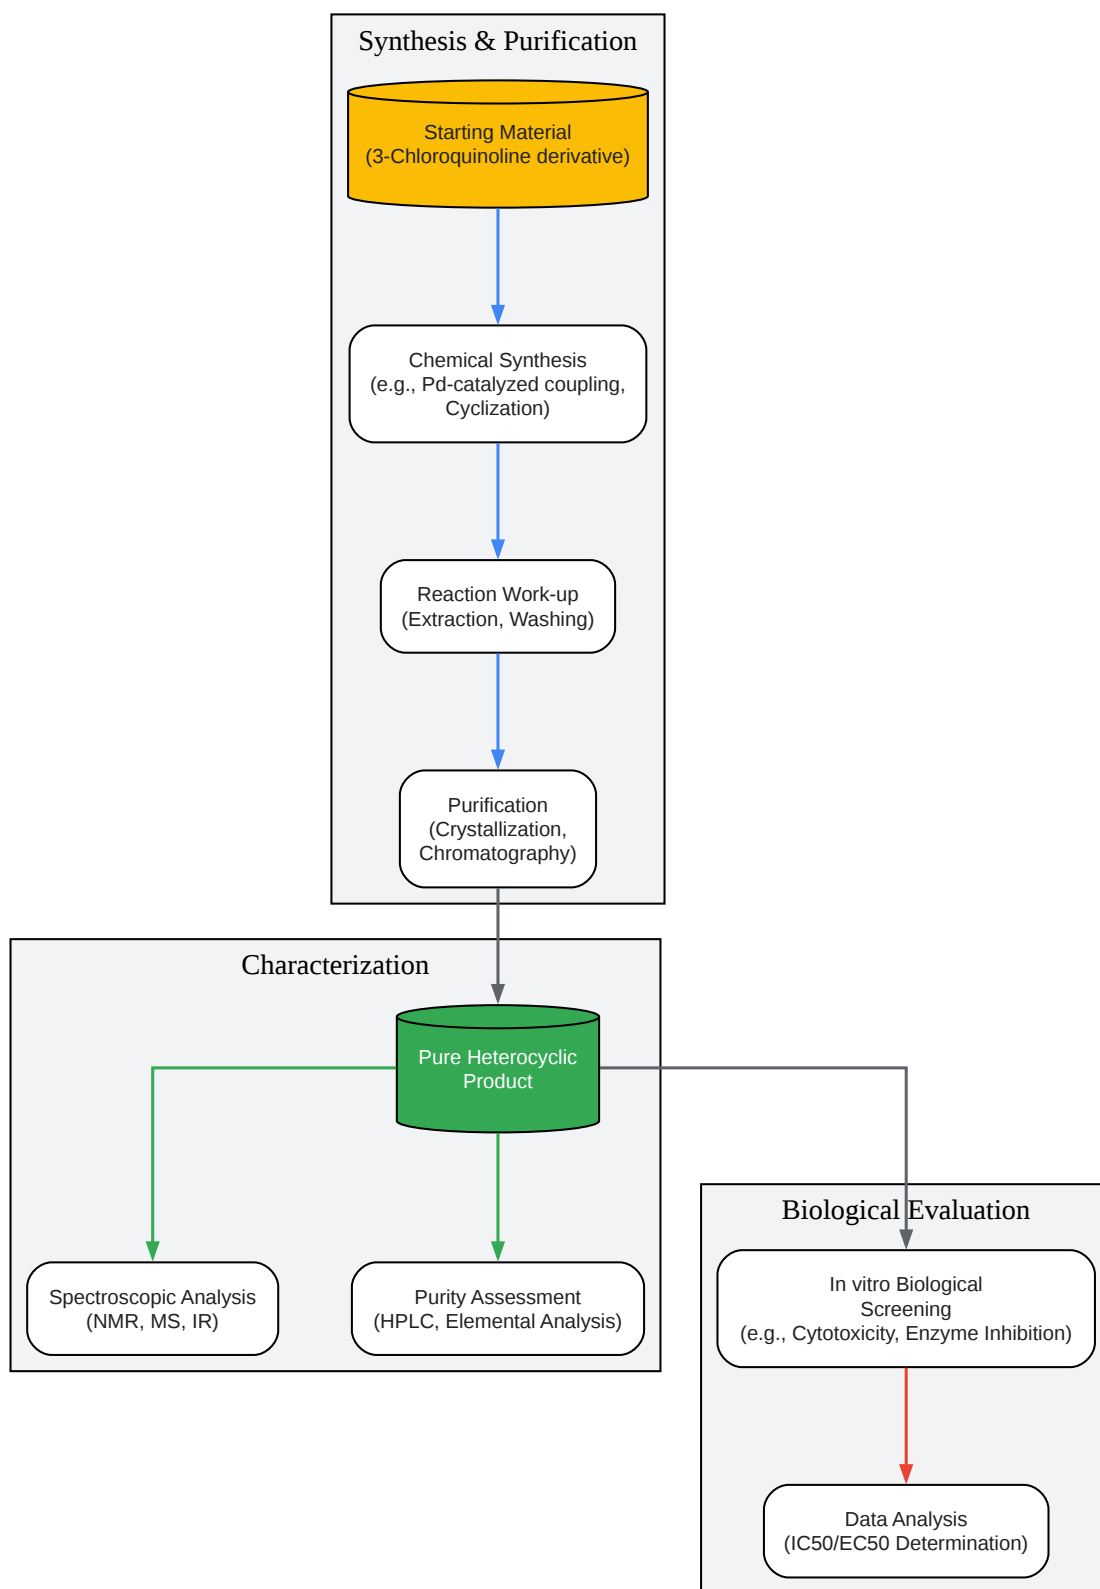 Synthesis & Purification
Starting Material
(3-Chloroquinoline derivative)
Chemical Synthesis
(e.g., Pd-catalyzed coupling,
Cyclization)
Reaction Work-up
(Extraction, Washing)
Purification
(Crystallization,
Chromatography)
Characterization
Pure Heterocyclic
Product
Spectroscopic Analysis
(NMR, MS, IR)
Purity Assessment
(HPLC, Elemental Analysis)
Biological Evaluation
In vitro Biological
Screening
(e.g., Cytotoxicity, Enzyme Inhibition)
Data Analysis
(IC50/EC50 Determination)